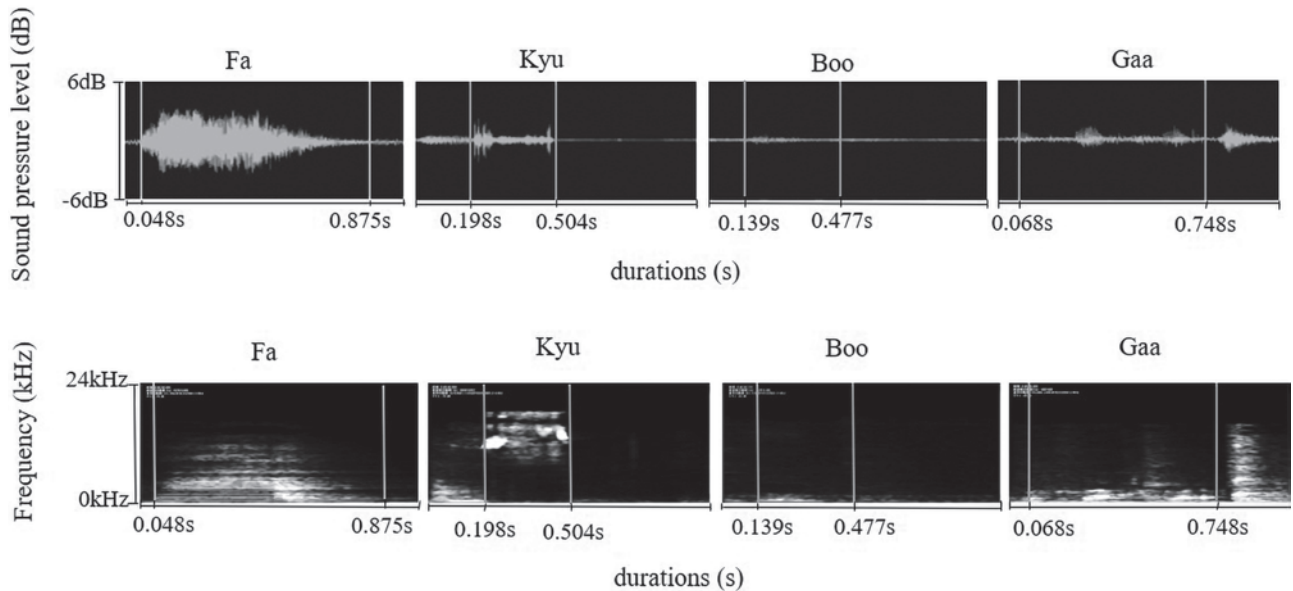 Sound pressure level (dB)
Fa Kyu Boo Gaa
6dB
-6dB
0.048s 0.875s 0.198s 0.504s 0.139s 0.477s 0.068s 0.748s
durations (s)
Frequency (kHz)
Fa Kyu Boo Gaa
24kHz
0kHz
0.048s 0.875s 0.198s 0.504s 0.139s 0.477s 0.068s 0.748s
durations (s)